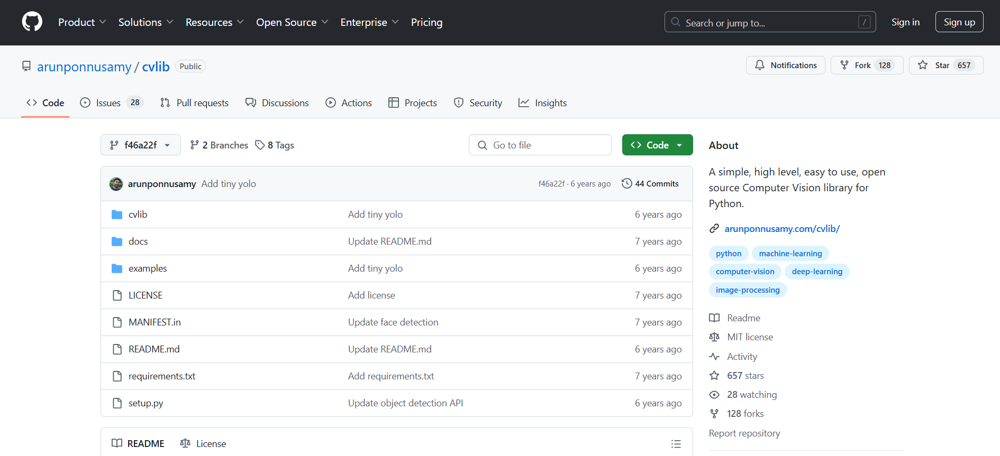 Product Solutions Resources Open Source Enterprise Pricing Search or jump to... / Sign in Sign up
arunponnusamy / cvlib Public Notifications Fork 128 Star 657
Code Issues 28 Pull requests Discussions Actions Projects Security Insights
f46a22f 2 Branches 8 Tags Go to file Code
arunponnusamy Add tiny yolo f46a22f · 6 years ago 44 Commits
cvlib Add tiny yolo 6 years ago
docs Update README.md 7 years ago
examples Add tiny yolo 6 years ago
LICENSE Add license 7 years ago
MANIFEST.in Update face detection 7 years ago
README.md Update README.md 6 years ago
requirements.txt Add requirements.txt 7 years ago
setup.py Update object detection API 6 years ago
README License
About
A simple, high level, easy to use, open
source Computer Vision library for
Python.
arunponnusamy.com/cvlib/
python machine-learning
computer-vision deep-learning
image-processing
Readme
MIT license
Activity
657 stars
28 watching
128 forks
Report repository